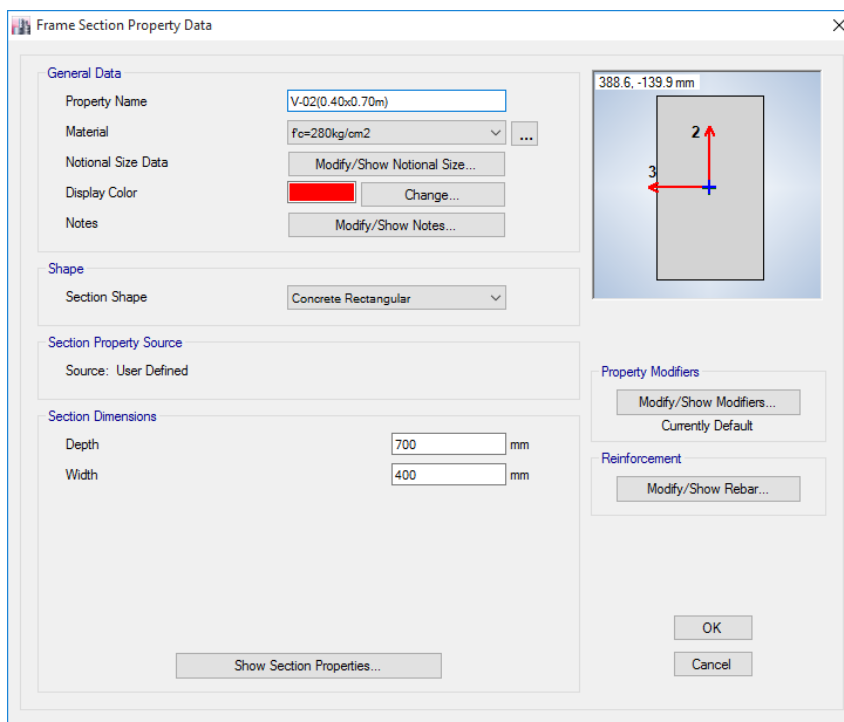 Frame Section Property Data
General Data
Property Name
V-02(0.40x0.70m)
Material
f'c=280kg/cm2
...
Notional Size Data
Modify/Show Notional Size...
Display Color
Change...
Notes
Modify/Show Notes...
Shape
Section Shape
Concrete Rectangular
Section Property Source
Source: User Defined
Section Dimensions
Depth
700
mm
Width
400
mm
Show Section Properties...
388.6, -139.9 mm
2
3
Property Modifiers
Modify/Show Modifiers...
Currently Default
Reinforcement
Modify/Show Rebar...
OK
Cancel